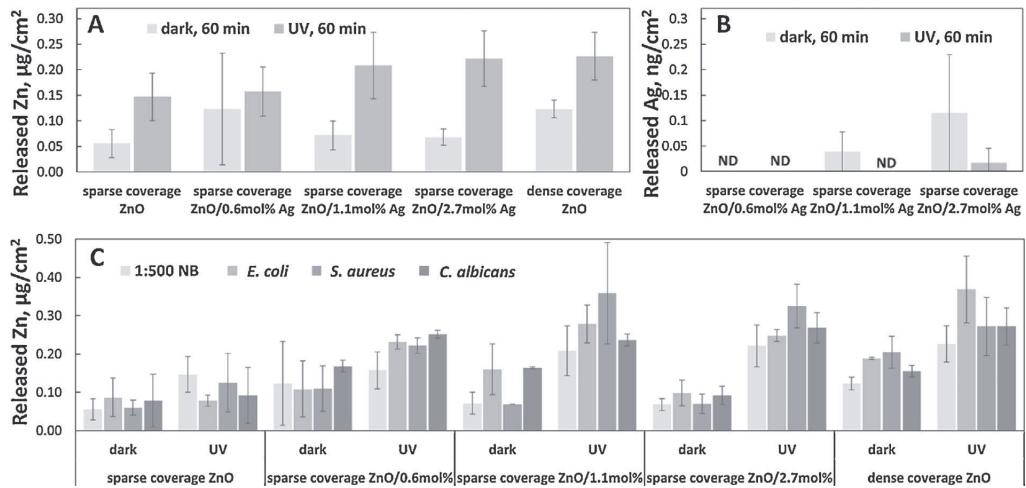 A
dark, 60 min UV, 60 min
Released Zn, µg/cm²
0.30
0.25
0.20
0.15
0.10
0.05
0.00
sparse coverage sparse coverage sparse coverage sparse coverage dense coverage
ZnO ZnO/0.6mol% Ag ZnO/1.1mol% Ag ZnO/2.7mol% Ag ZnO
B
dark, 60 min UV, 60 min
Released Ag, ng/cm²
0.3
0.25
0.2
0.15
0.1
0.05
0
ND ND ND
sparse coverage sparse coverage sparse coverage
ZnO/0.6mol% Ag ZnO/1.1mol% Ag ZnO/2.7mol% Ag
C
1:500 NB E. coli S. aureus C. albicans
Released Zn, µg/cm²
0.50
0.40
0.30
0.20
0.10
0.00
dark UV dark UV dark UV dark UV dark UV
sparse coverage ZnO sparse coverage ZnO/0.6mol% sparse coverage ZnO/1.1mol% sparse coverage ZnO/2.7mol% dense coverage ZnO